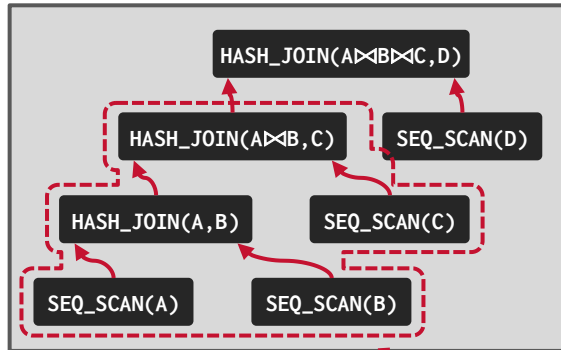 HASH_JOIN(A⋈B⋈C,D)
HASH_JOIN(A⋈B,C)
SEQ_SCAN(D)
HASH_JOIN(A,B)
SEQ_SCAN(C)
SEQ_SCAN(A)
SEQ_SCAN(B)